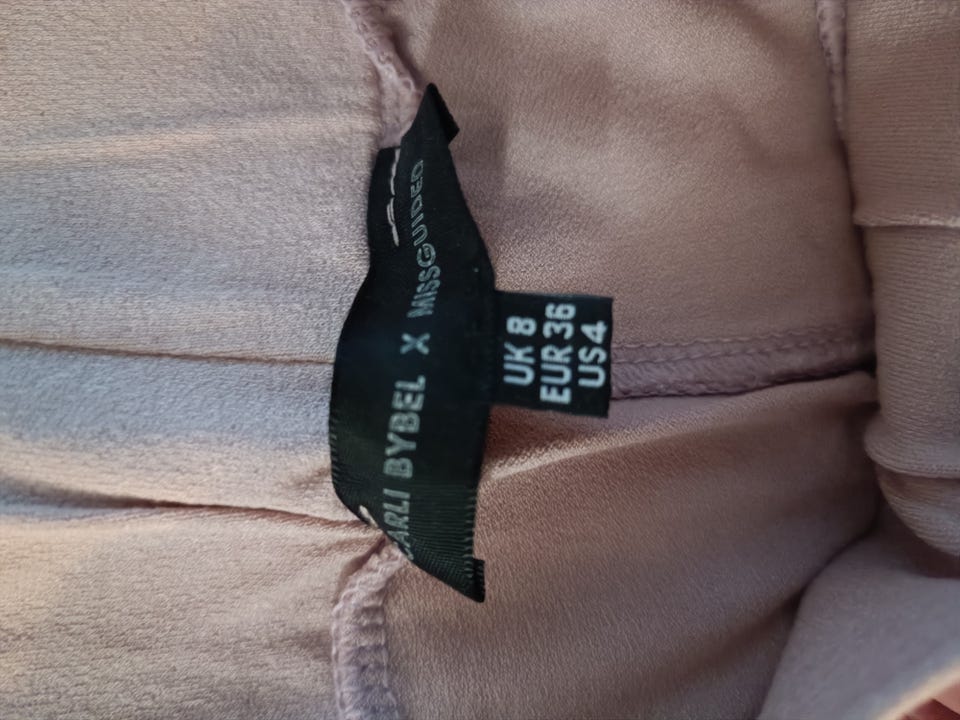 CARLI BYBEL X MISSGUIDED
UK 8
EUR 36
US 4